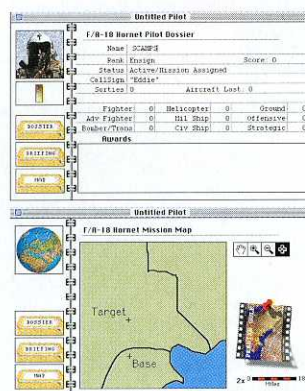 Untitled Pilot
F/A-18 Hornet Pilot Dossier
Name SCAMPS
Rank Ensign Score: 0
Status Active/Mission Assigned
CallSign "Eddie"
Sorties 0 Aircraft Lost: 0
Fighter 0 Helicopter 0 Ground
Adv Fighter 0 Mil Ship 0 Offensive
Bomber/Trans 0 Civ Ship 0 Strategic
Awards
DOSSIER
BRIEFING
MAP
Untitled Pilot
F/A-18 Hornet Mission Map
Target
Base
DOSSIER
BRIEFING
MAP
2x 0
Miles